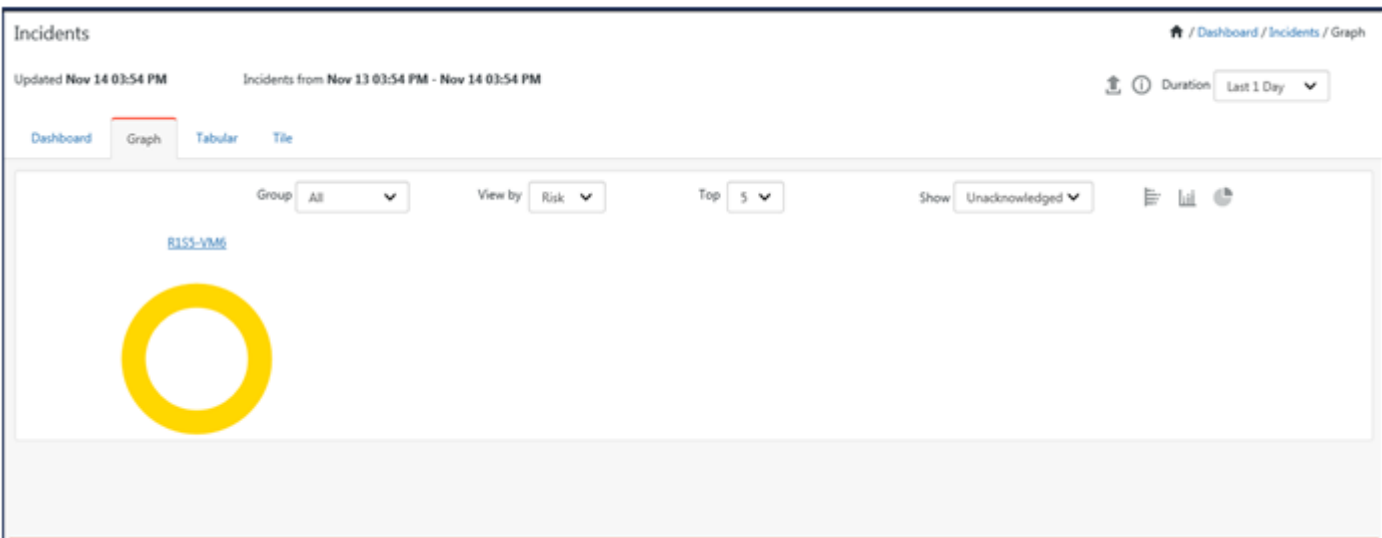 Incidents
/ Dashboard / Incidents / Graph
Updated Nov 14 03:54 PM Incidents from Nov 13 03:54 PM - Nov 14 03:54 PM Duration Last 1 Day
Dashboard Graph Tabular Tile
Group All View by Risk Top 5 Show Unacknowledged
R1S5-VM6